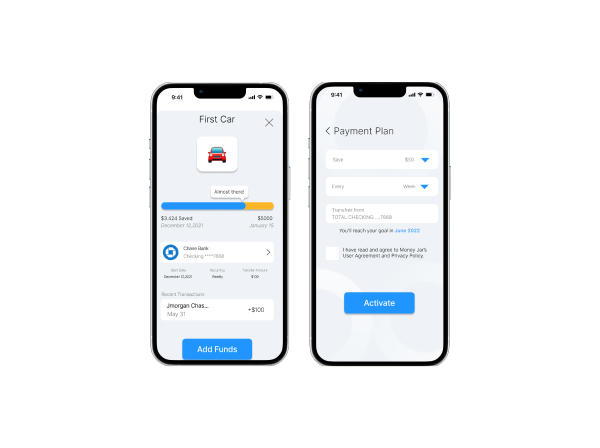 9:41
First Car
Almost there!
$3,424 Saved $5000
December 12,2021 January 15
Chase Bank
Checking ****7868
Start Date Recurring Transfer Amount
December 12,2021 Weekly $100
Recent Transactions
Jmorgan Chas...
May 31
+$100
Add Funds
9:41
Payment Plan
Save $50
Every Week
Transfer from
TOTAL CHECKING ....7868
You'll reach your goal in June 2022
I have read and agree to Money Jar's
User Agreement and Privacy Policy.
Activate